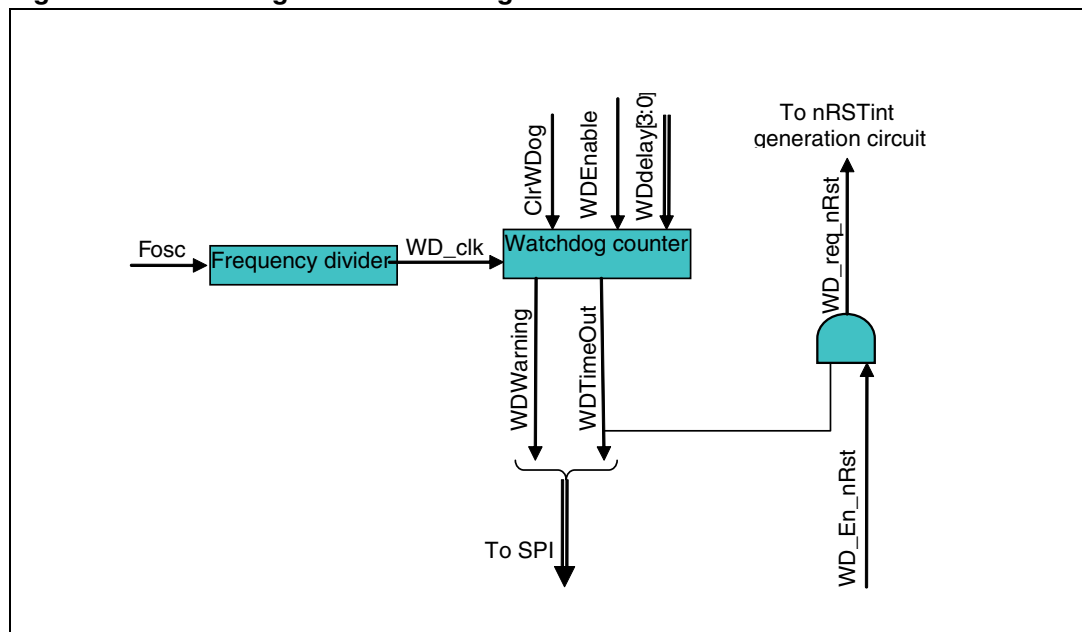 To nRSTint
generation circuit
ClrWDog
WDEnable
WDdelay[3:0]
WD_req_nRst
Fosc
Frequency divider
WD_clk
Watchdog counter
WDWarning
WDTimeOut
WD_En_nRst
To SPI